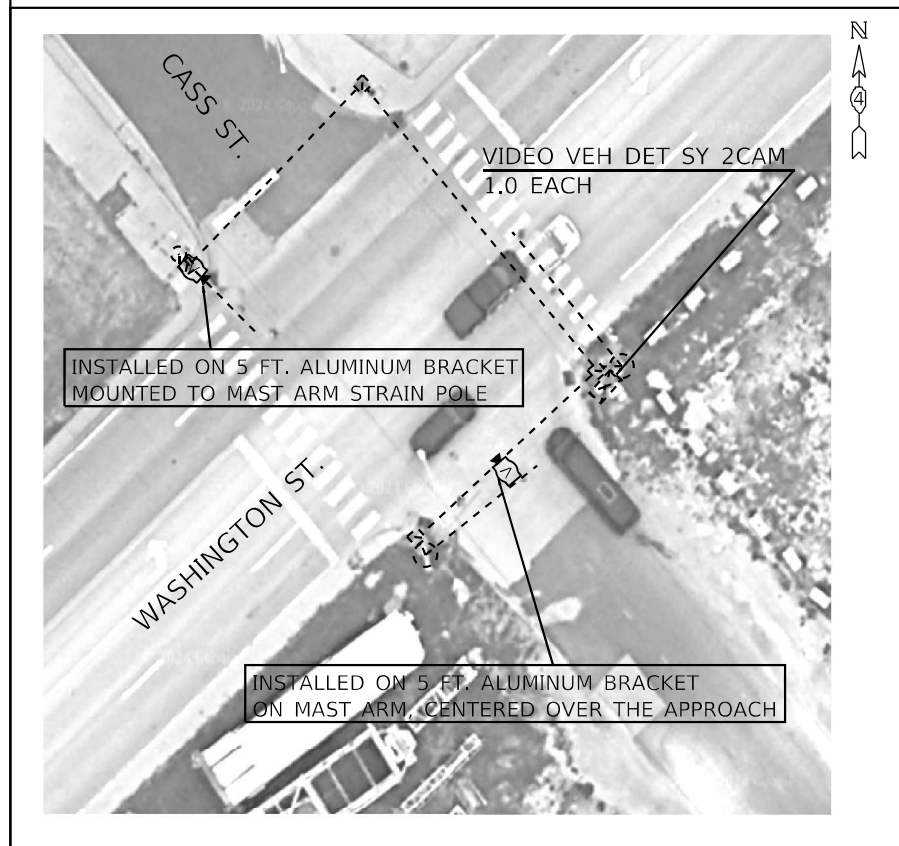 N
4
CASS ST.
VIDEO VEH DET SY 2CAM
1.0 EACH
INSTALLED ON 5 FT. ALUMINUM BRACKET
MOUNTED TO MAST ARM STRAIN POLE
WASHINGTON ST.
INSTALLED ON 5 FT. ALUMINUM BRACKET
ON MAST ARM, CENTERED OVER THE APPROACH